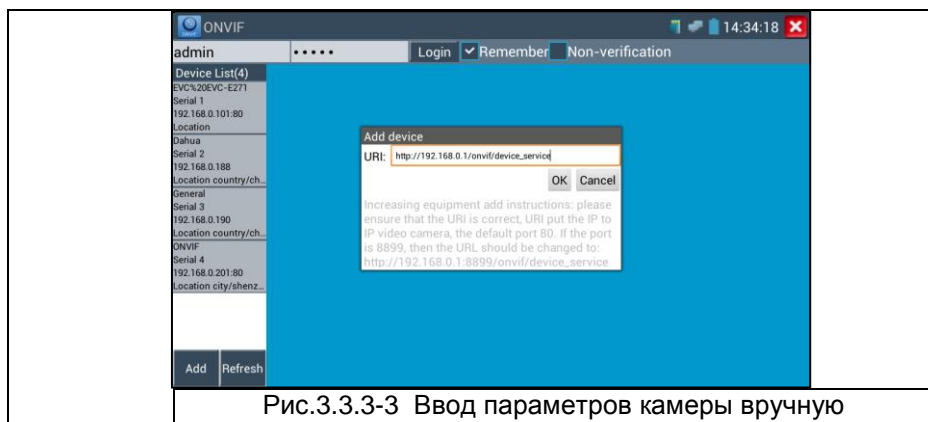 ONVIF
14:34:18
admin
•••••
Login
Remember
Non-verification
Device List(4)
EVC%20EVC-E271
Serial 1
192.168.0.101:80
Location
Dahua
Serial 2
192.168.0.188
Location country/ch...
General
Serial 3
192.168.0.190
Location country/ch...
ONVIF
Serial 4
192.168.0.201:80
Location city/shenz...
Add device
URI: http://192.168.0.1/onvif/device_service
OK Cancel
Increasing equipment add instructions: please
ensure that the URI is correct, URI put the IP to
IP video camera, the default port 80. If the port
is 8899, then the URL should be changed to:
http://192.168.0.1:8899/onvif/device_service
Add Refresh
Рис.3.3.3-3 Ввод параметров камеры вручную